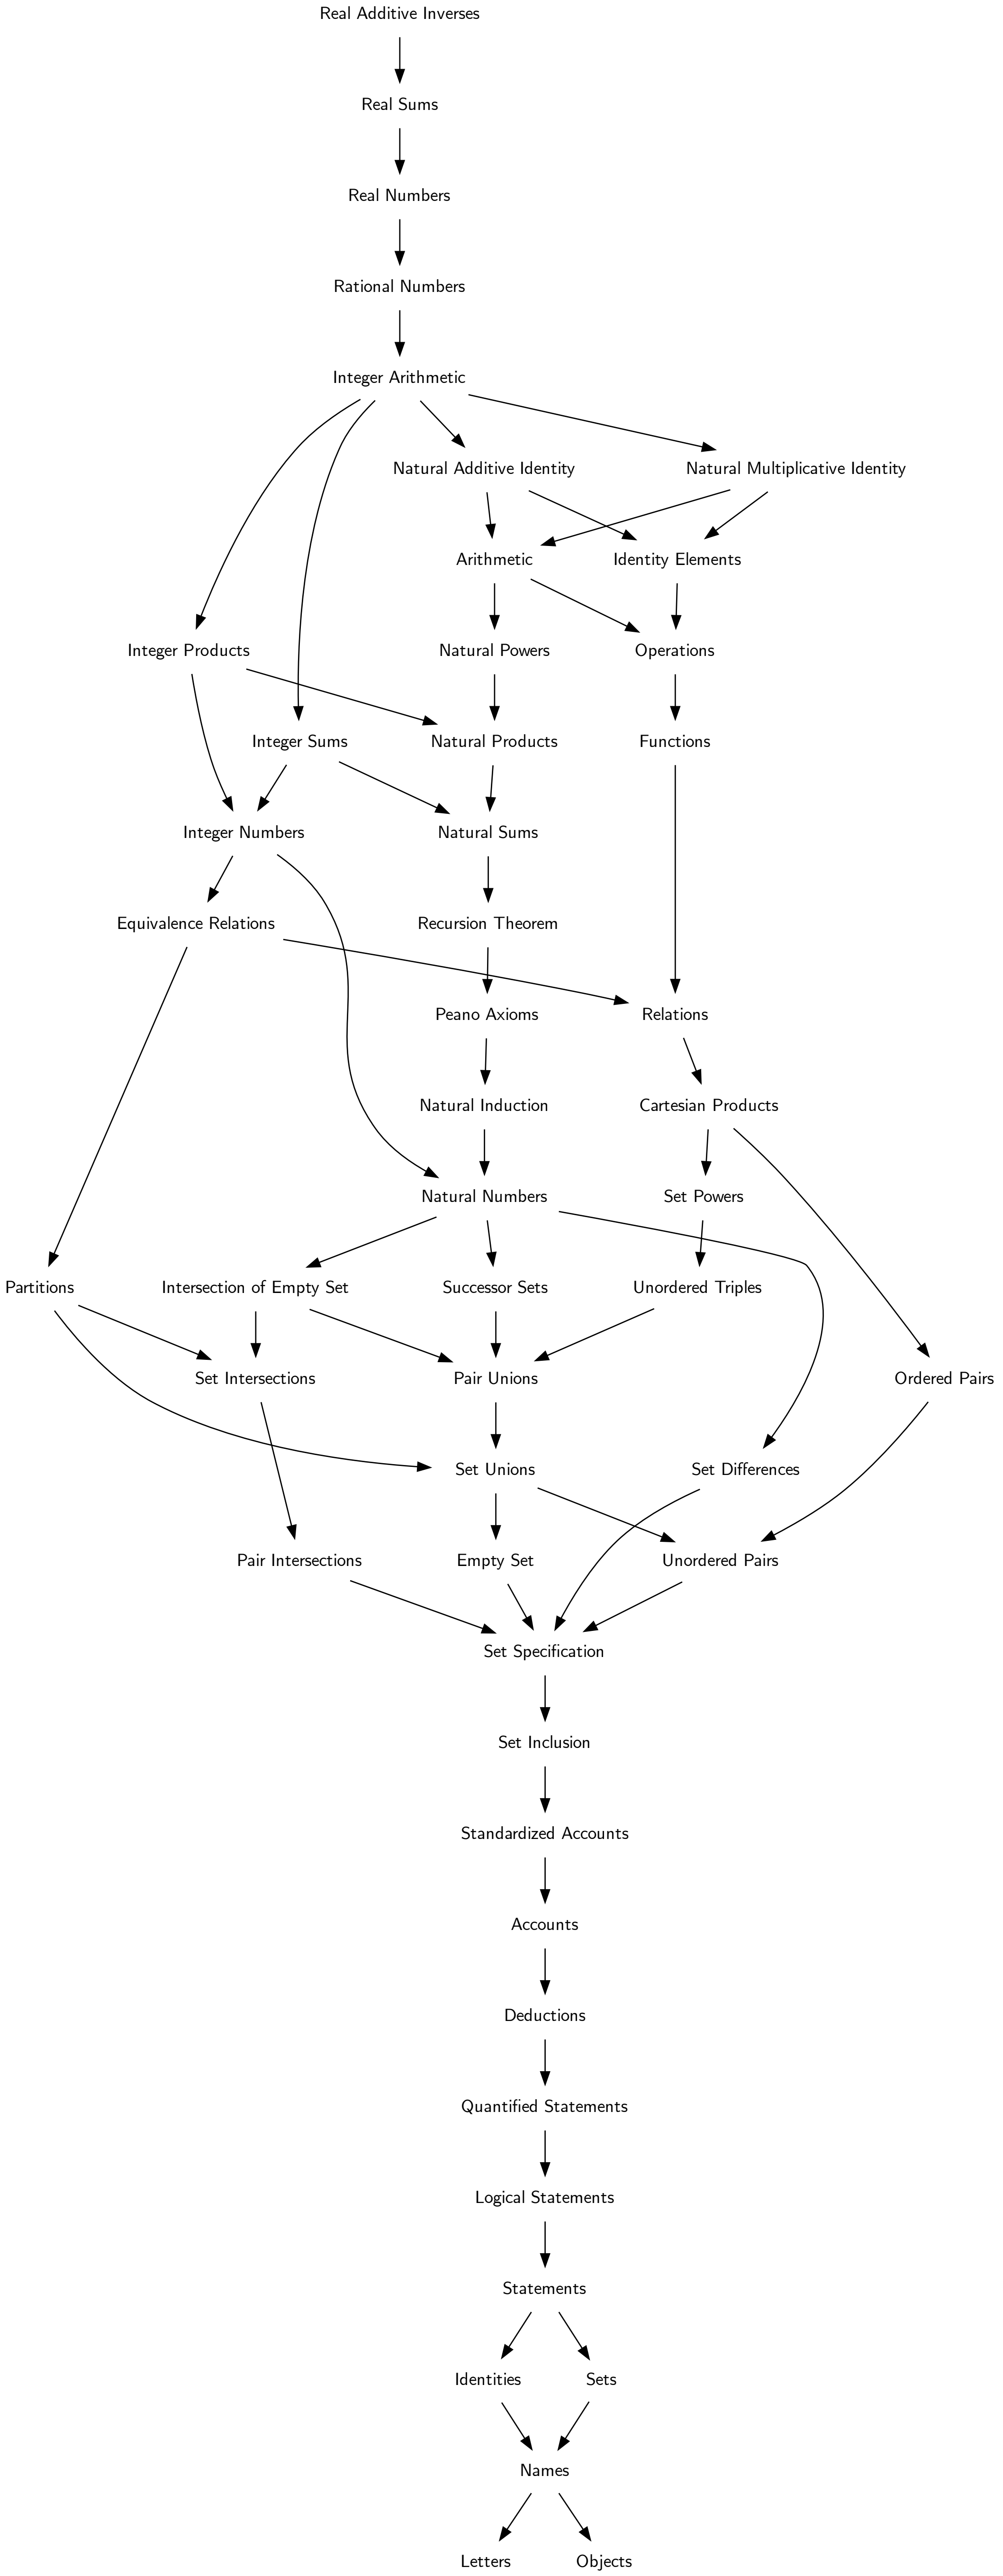 Real Additive Inverses
Real Sums
Real Numbers
Rational Numbers
Integer Arithmetic
Natural Additive Identity
Natural Multiplicative Identity
Arithmetic
Identity Elements
Integer Products
Natural Powers
Operations
Integer Sums
Natural Products
Functions
Integer Numbers
Natural Sums
Equivalence Relations
Recursion Theorem
Peano Axioms
Relations
Natural Induction
Cartesian Products
Natural Numbers
Set Powers
Partitions
Intersection of Empty Set
Successor Sets
Unordered Triples
Set Intersections
Pair Unions
Ordered Pairs
Set Unions
Set Differences
Pair Intersections
Empty Set
Unordered Pairs
Set Specification
Set Inclusion
Standardized Accounts
Accounts
Deductions
Quantified Statements
Logical Statements
Statements
Identities
Sets
Names
Letters
Objects